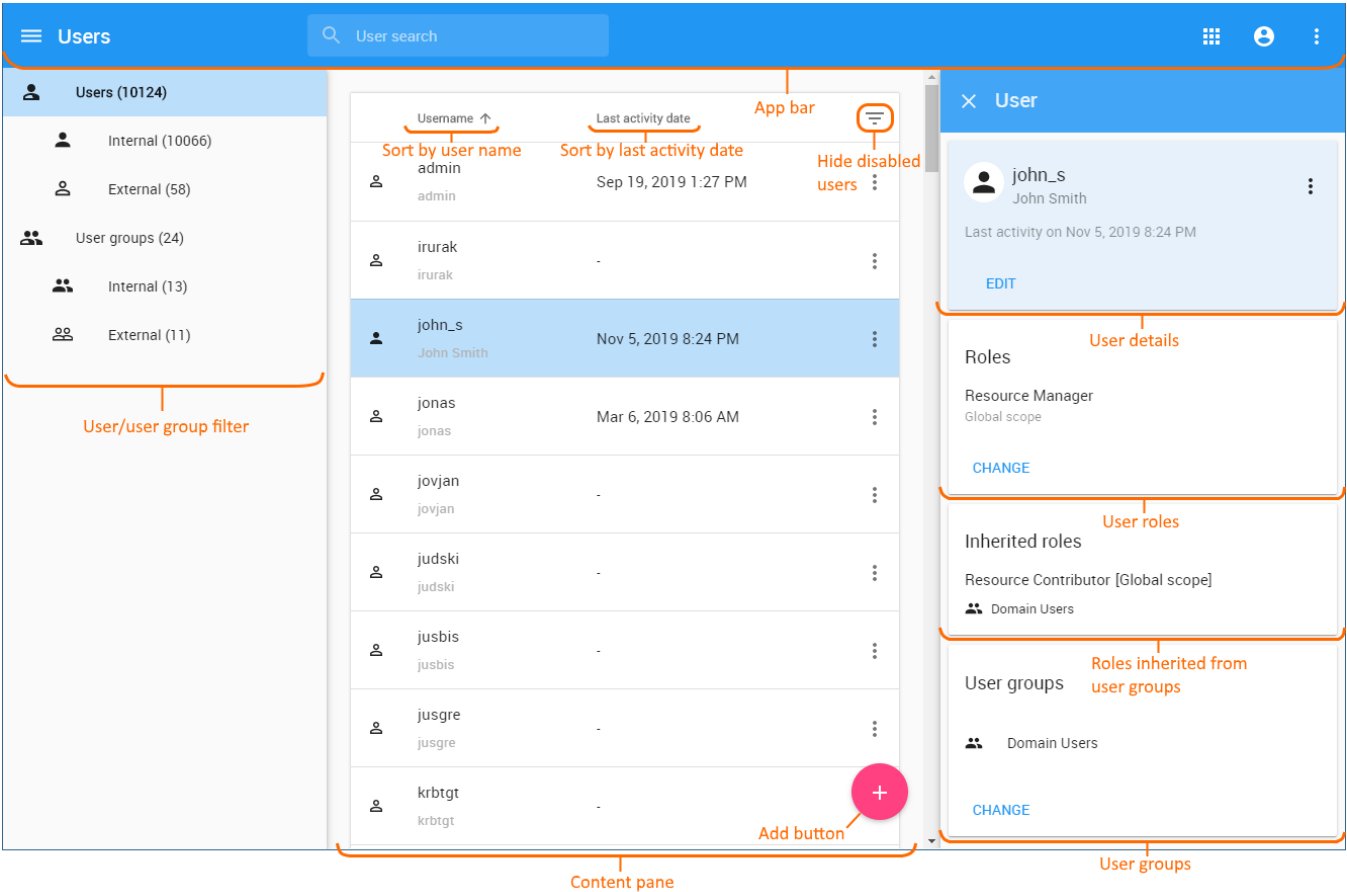 Users
User search
App bar
Users (10124)
Internal (10066)
External (58)
User groups (24)
Internal (13)
External (11)
User/user group filter
Username
Last activity date
Sort by user name
Sort by last activity date
Hide disabled
users
admin
admin
Sep 19, 2019 1:27 PM
irurak
irurak
-
john_s
John Smith
Nov 5, 2019 8:24 PM
jonas
jonas
Mar 6, 2019 8:06 AM
jovjan
jovjan
-
judski
judski
-
jusbis
jusbis
-
jusgre
jusgre
-
krbtgt
krbtgt
-
Add button
Content pane
User
john_s
John Smith
Last activity on Nov 5, 2019 8:24 PM
EDIT
User details
Roles
Resource Manager
Global scope
CHANGE
User roles
Inherited roles
Resource Contributor [Global scope]
Domain Users
Roles inherited from
user groups
User groups
Domain Users
CHANGE
User groups